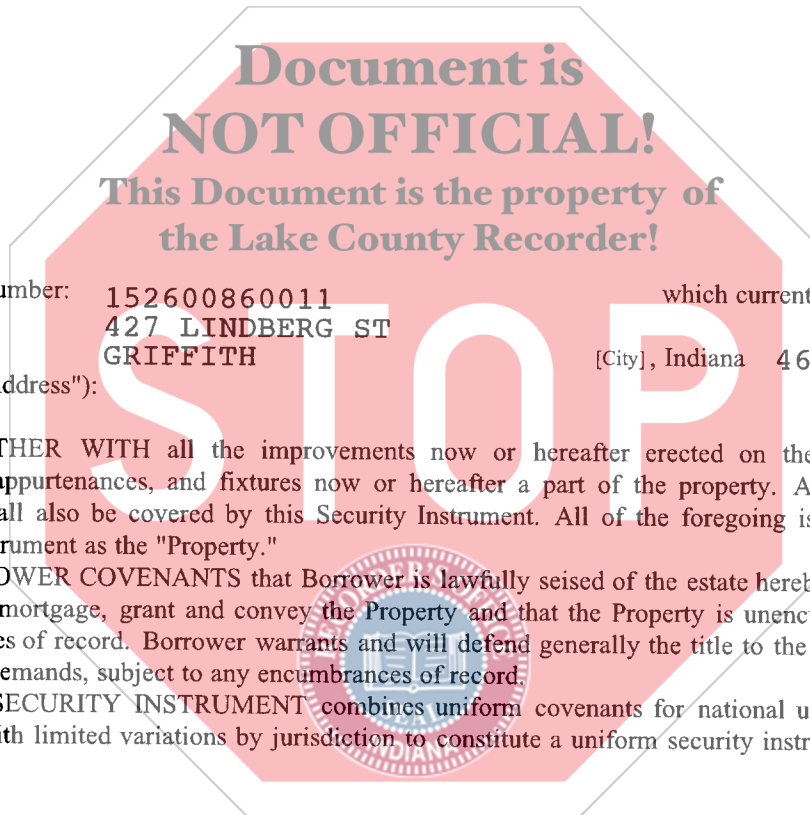 Document is
NOT OFFICIAL!
This Document is the property of
the Lake County Recorder!
STOP
umber: 152600860011 which current
427 LINDBERG ST
GRIFFITH [City], Indiana 46
ddress"):
THER WITH all the improvements now or hereafter erected on the
appurtenances, and fixtures now or hereafter a part of the property. A
all also be covered by this Security Instrument. All of the foregoing is
rument as the "Property."
OWER COVENANTS that Borrower is lawfully seised of the estate hereb
mortgage, grant and convey the Property and that the Property is unenc
es of record. Borrower warrants and will defend generally the title to the
emands, subject to any encumbrances of record.
SECURITY INSTRUMENT combines uniform covenants for national u
ith limited variations by jurisdiction to constitute a uniform security instr
SEAL
INDIANA